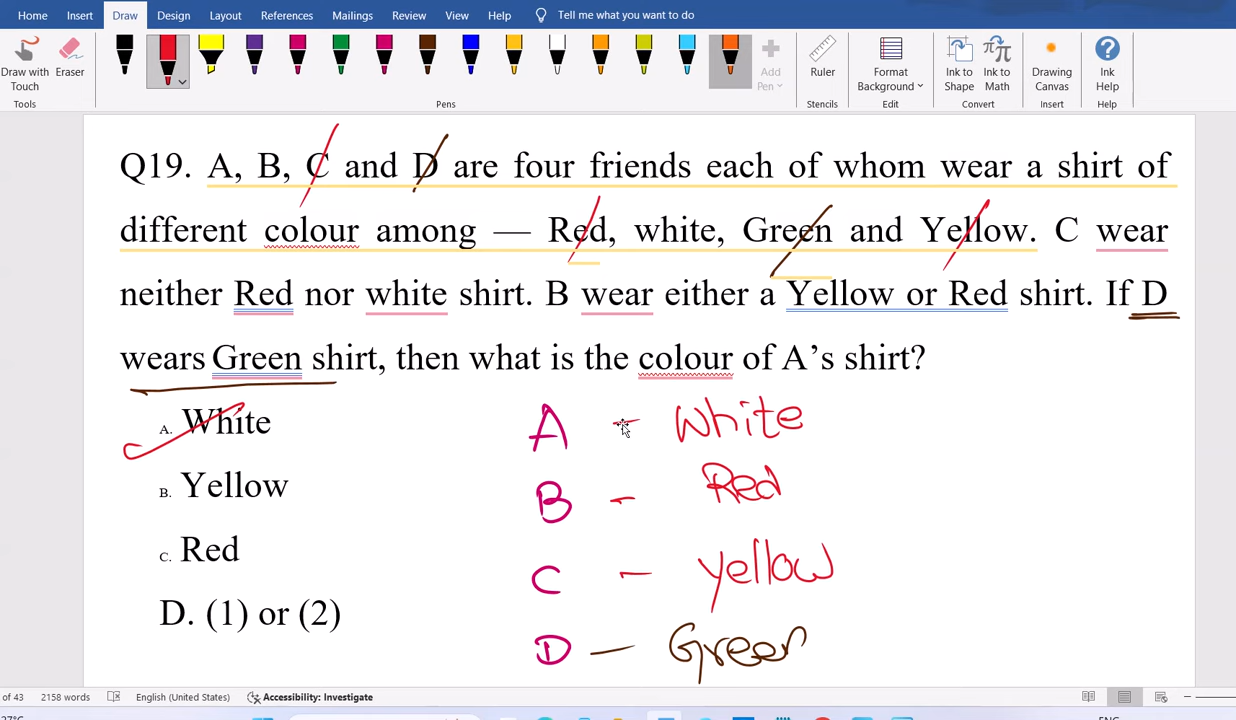 Home Insert Draw Design Layout References Mailings Review View Help Tell me what you want to do
Draw with Touch Eraser Add Pen Ruler Format Background Ink to Shape Ink to Math Drawing Canvas Ink Help
Tools Pens Stencils Edit Convert Insert Help
Q19. A, B, C and D are four friends each of whom wear a shirt of
different colour among — Red, white, Green and Yellow. C wear
neither Red nor white shirt. B wear either a Yellow or Red shirt. If D
wears Green shirt, then what is the colour of A's shirt?
A. White
B. Yellow
C. Red
D. (1) or (2)
A - White
B - Red
C - yellow
D - Green
of 43 2158 words English (United States) Accessibility: Investigate